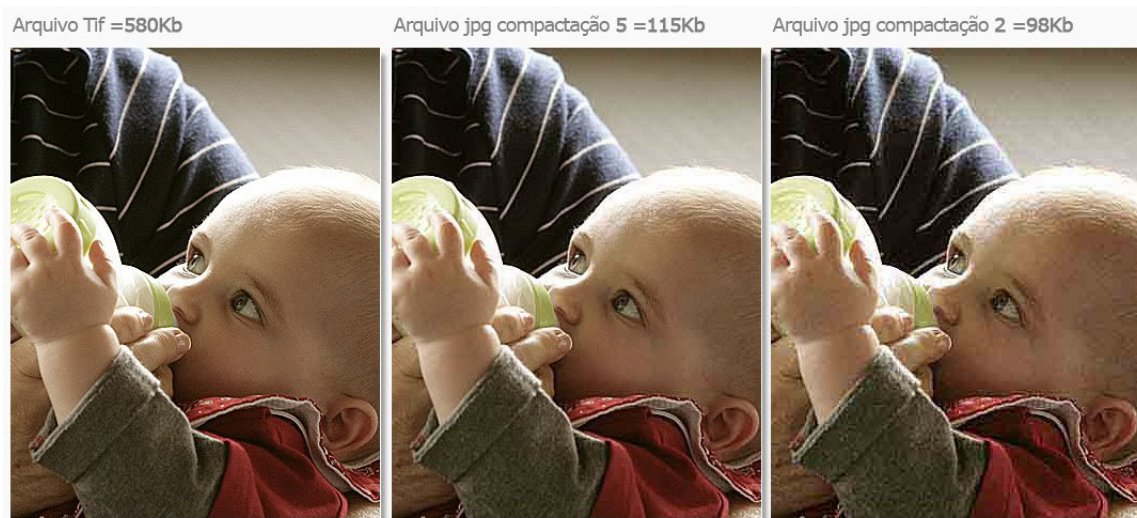 Arquivo Tif =580Kb
Arquivo jpg compactação 5 =115Kb
Arquivo jpg compactação 2 =98Kb